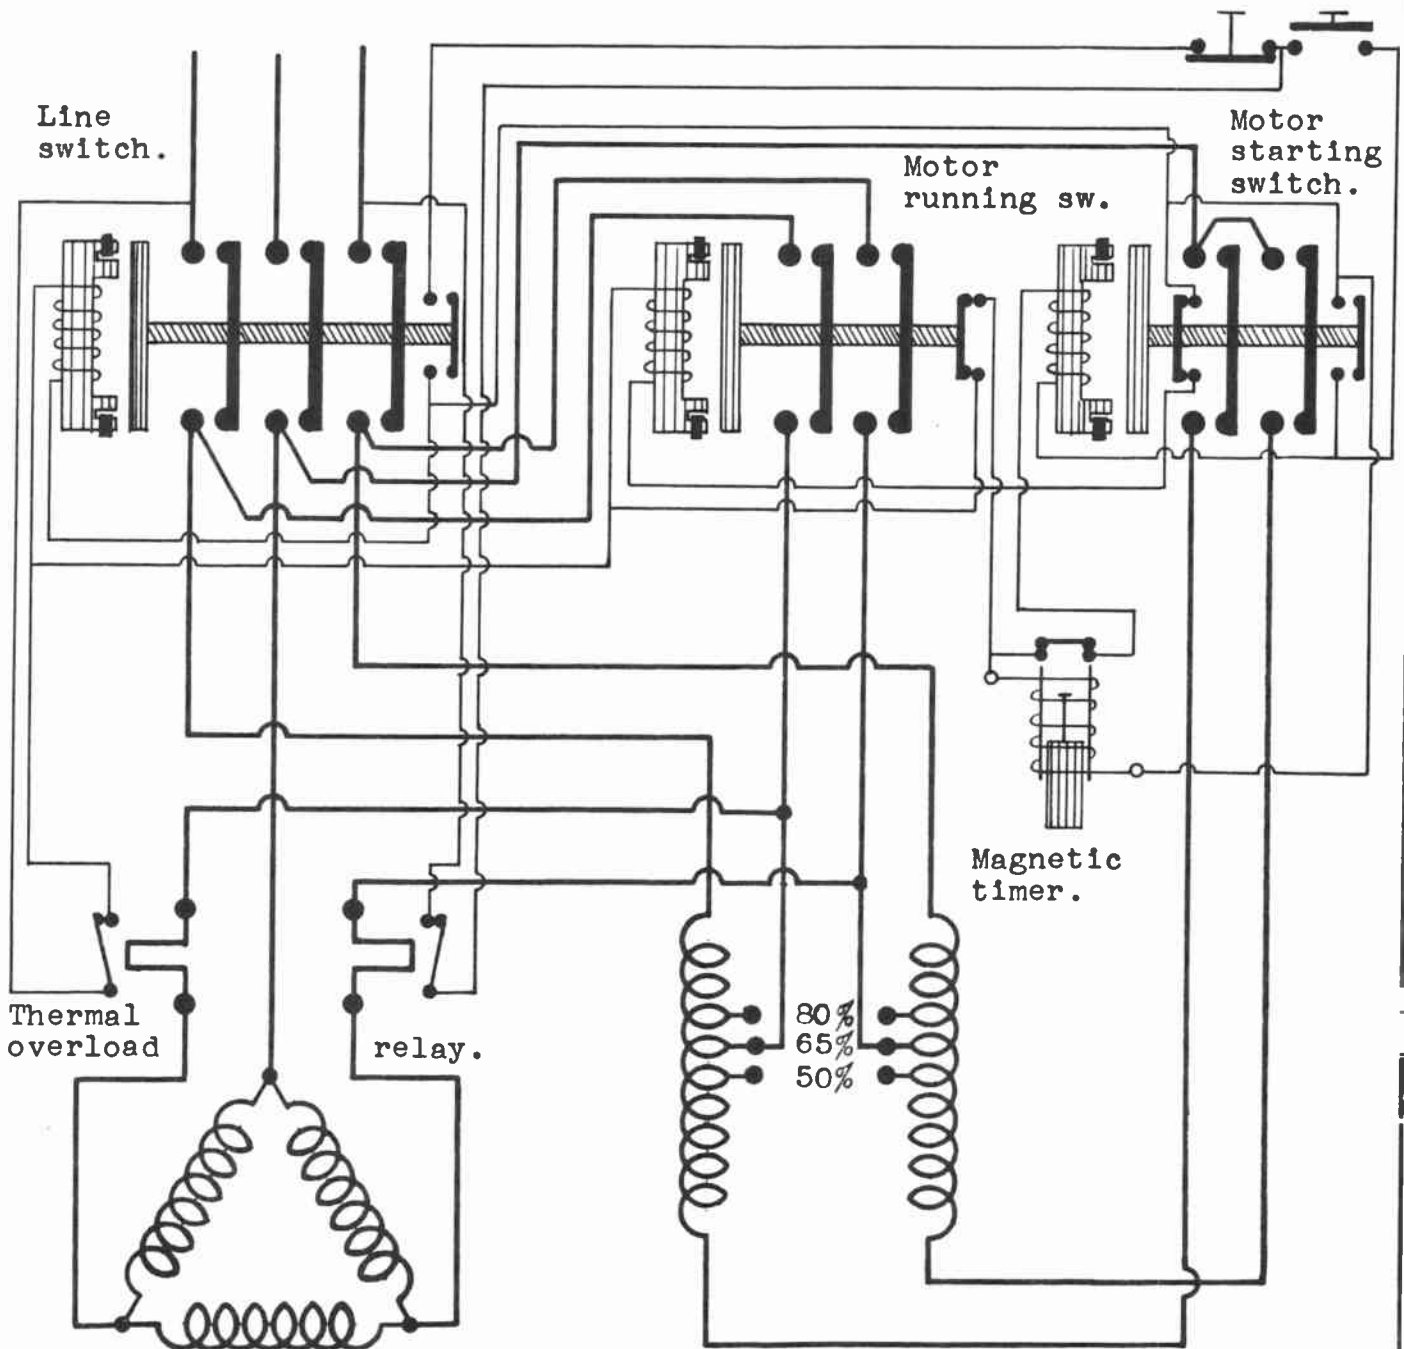 Line
switch.
Motor
running sw.
Motor
starting
switch.
Magnetic
timer.
80%
65%
50%
Thermal
overload
relay.